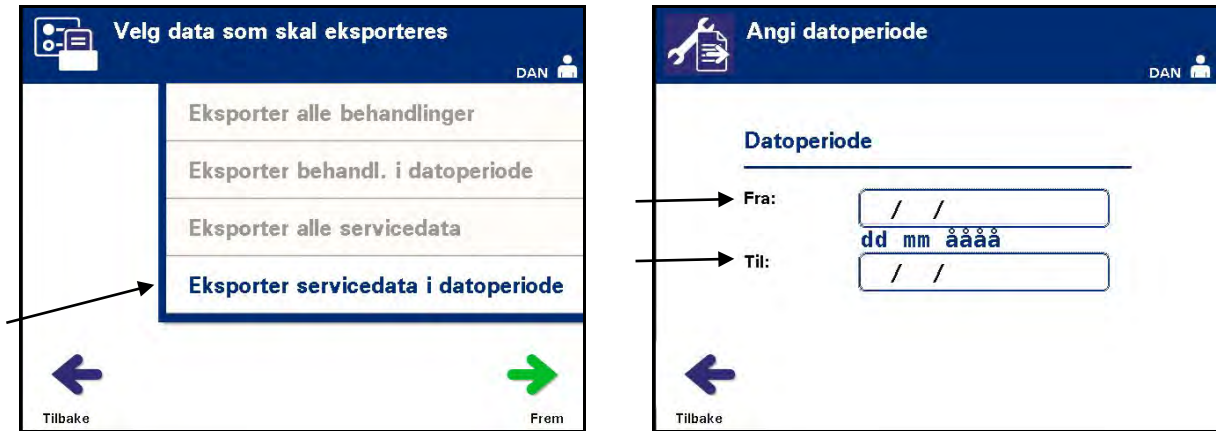 Velg data som skal eksporteres
DAN
Eksporter alle behandlinger
Eksporter behandl. i datoperiode
Eksporter alle servicedata
Eksporter servicedata i datoperiode
Tilbake
Frem
Angi datoperiode
DAN
Datoperiode
Fra:
/ /
dd mm åååå
Til:
/ /
Tilbake